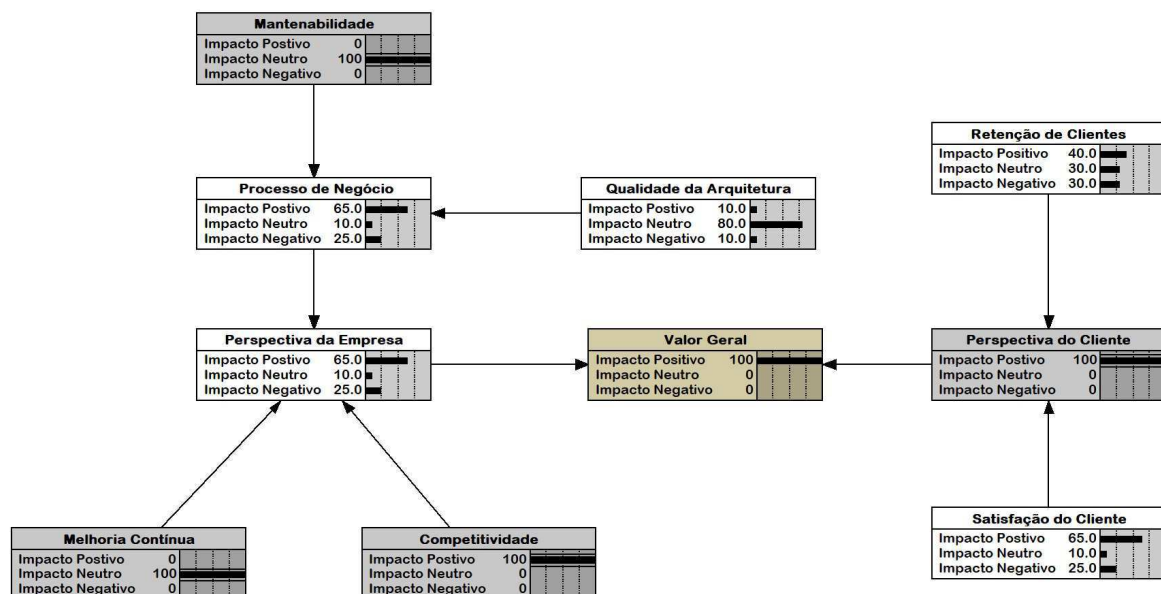 Mantenabilidade
Impacto Postivo 0
Impacto Neutro 100
Impacto Negativo 0
Retenção de Clientes
Impacto Positivo 40.0
Impacto Neutro 30.0
Impacto Negativo 30.0
Processo de Negócio
Impacto Postivo 65.0
Impacto Neutro 10.0
Impacto Negativo 25.0
Qualidade da Arquitetura
Impacto Postivo 10.0
Impacto Neutro 80.0
Impacto Negativo 10.0
Perspectiva da Empresa
Impacto Postivo 65.0
Impacto Neutro 10.0
Impacto Negativo 25.0
Valor Geral
Impacto Positivo 100
Impacto Neutro 0
Impacto Negativo 0
Perspectiva do Cliente
Impacto Positivo 100
Impacto Neutro 0
Impacto Negativo 0
Melhoria Contínua
Impacto Postivo 0
Impacto Neutro 100
Impacto Negativo 0
Competitividade
Impacto Postivo 100
Impacto Neutro 0
Impacto Negativo 0
Satisfação do Cliente
Impacto Positivo 65.0
Impacto Neutro 10.0
Impacto Negativo 25.0